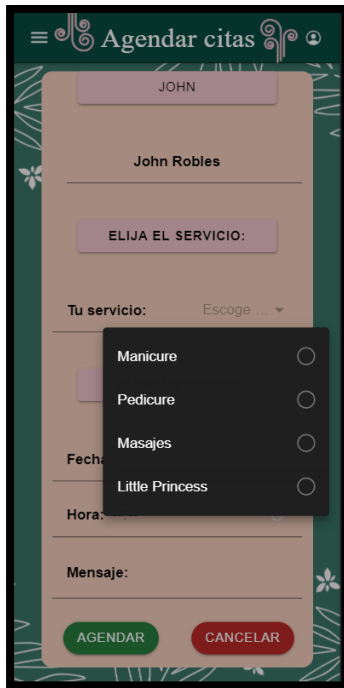 Agendar citas
JOHN
John Robles
ELIJA EL SERVICIO:
Tu servicio: Escoge ...
Manicure
Pedicure
Masajes
Little Princess
Fecha
Hora:
Mensaje:
AGENDAR CANCELAR